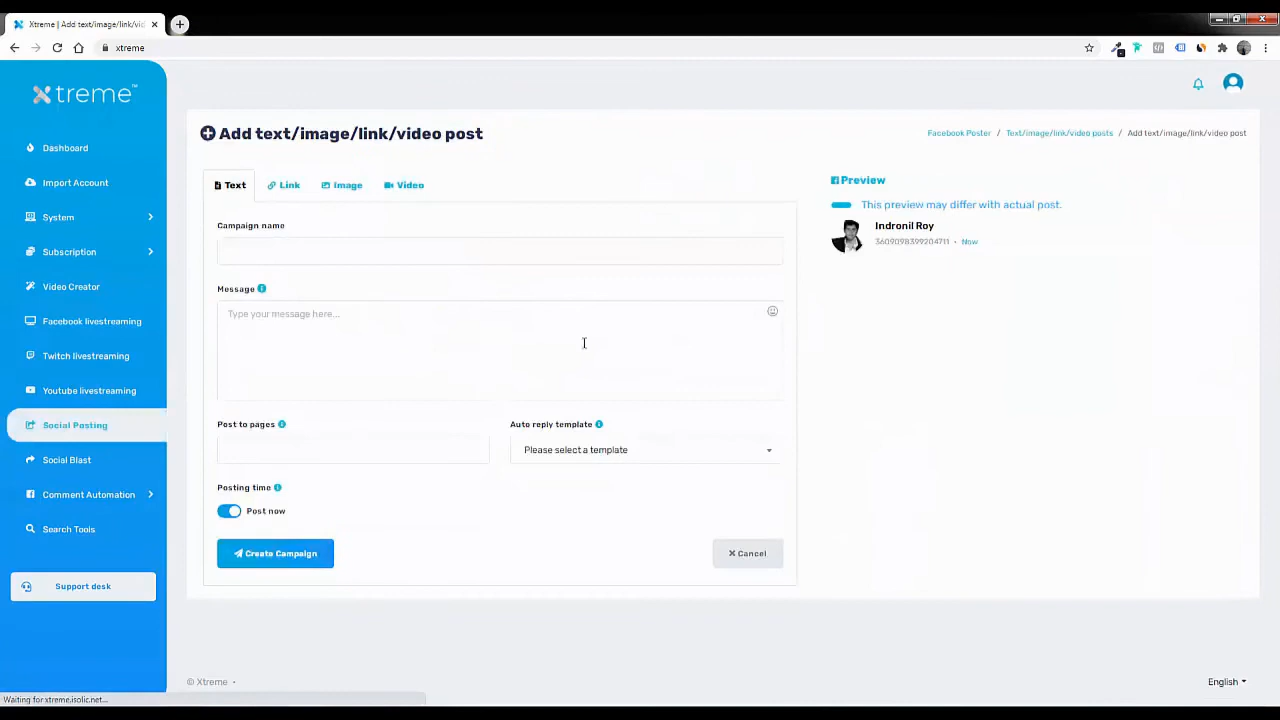 Xtreme | Add text/image/link/vid
xtreme
xtreme™
Dashboard
Import Account
System
Subscription
Video Creator
Facebook livestreaming
Twitch livestreaming
Youtube livestreaming
Social Posting
Social Blast
Comment Automation
Search Tools
Support desk
Add text/image/link/video post
Facebook Poster / Text/image/link/video posts / Add text/image/link/video post
Text Link Image Video
Campaign name
Message
Type your message here...
Post to pages
Auto reply template
Please select a template
Posting time
Post now
Create Campaign
Cancel
Preview
This preview may differ with actual post.
Indronil Roy
3609098399204711 • Now
© Xtreme •
English
Waiting for xtreme.isolic.net...